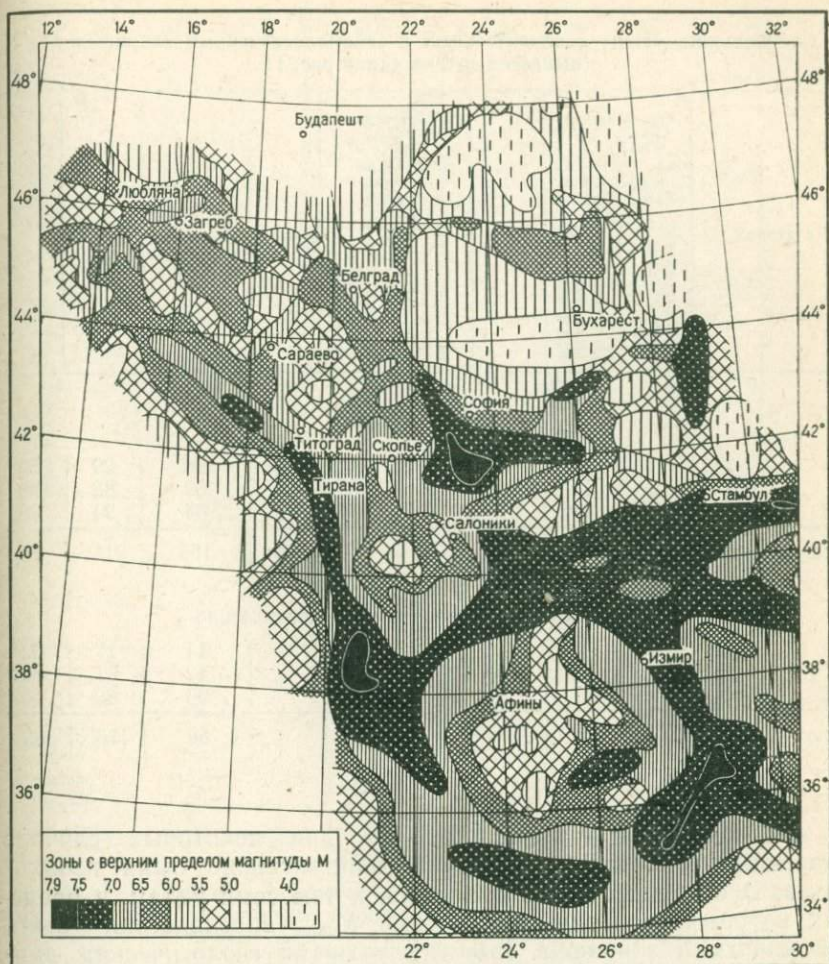 12° 14° 16° 18° 20° 22° 24° 26° 28° 30° 32°
48° 48°
Будапешт
46° Любляна 46°
Загреб
Белград
44° Бухарест 44°
Сараево
София
42° Титоград Скопье 42°
Тирана Стамбул
Салоники
40° 40°
38° Измир 38°
Афины
36° 36°
Зоны с верхним пределом магнитуды М
7,9 7,5 7,0 6,5 6,0 5,5 5,0 4,0
34°
22° 24° 26° 28° 30°